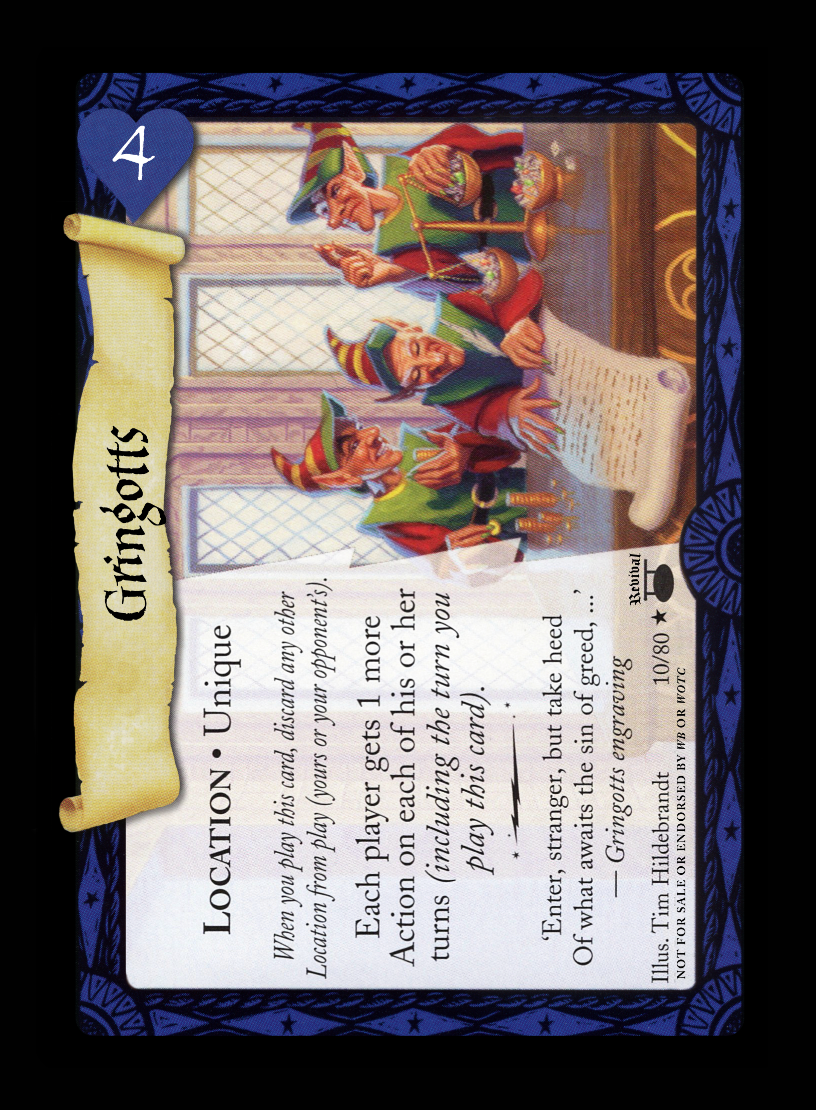 4
Gringotts
LOCATION • Unique
When you play this card, discard any other
Location from play (yours or your opponent's).
Each player gets 1 more
Action on each of his or her
turns (including the turn you
play this card).
'Enter, stranger, but take heed
Of what awaits the sin of greed, ...'
— Gringotts engraving
Revival
Illus. Tim Hildebrandt 10/80 ★
NOT FOR SALE OR ENDORSED BY WB OR WOTC